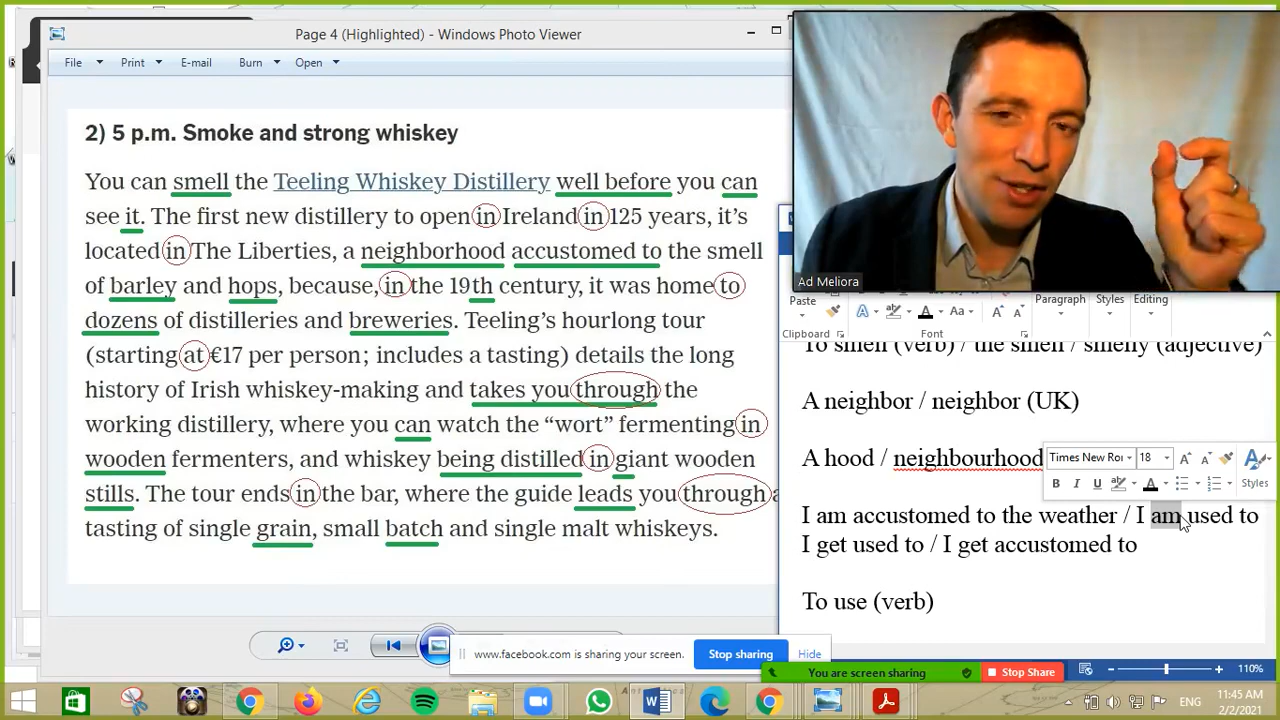 Page 4 (Highlighted) - Windows Photo Viewer
File Print E-mail Burn Open
2) 5 p.m. Smoke and strong whiskey
You can smell the Teeling Whiskey Distillery well before you can
see it. The first new distillery to open in Ireland in 125 years, it's
located in The Liberties, a neighborhood accustomed to the smell
of barley and hops, because, in the 19th century, it was home to
dozens of distilleries and breweries. Teeling's hourlong tour
(starting at €17 per person; includes a tasting) details the long
history of Irish whiskey-making and takes you through the
working distillery, where you can watch the “wort” fermenting in
wooden fermenters, and whiskey being distilled in giant wooden
stills. The tour ends in the bar, where the guide leads you through a
tasting of single grain, small batch and single malt whiskeys.
Ad Meliora
Paste
Aa
Paragraph
Styles
Editing
Clipboard
Font
To smell (verb) / the smell / smelly (adjective)
A neighbor / neighbor (UK)
A hood / neighbourhood
Times New Ro 18
B I U A Styles
I am accustomed to the weather / I am used to
I get used to / I get accustomed to
To use (verb)
www.facebook.com is sharing your screen. Stop sharing Hide
You are screen sharing Stop Share
110%
ENG
11:45 AM
2/2/2021